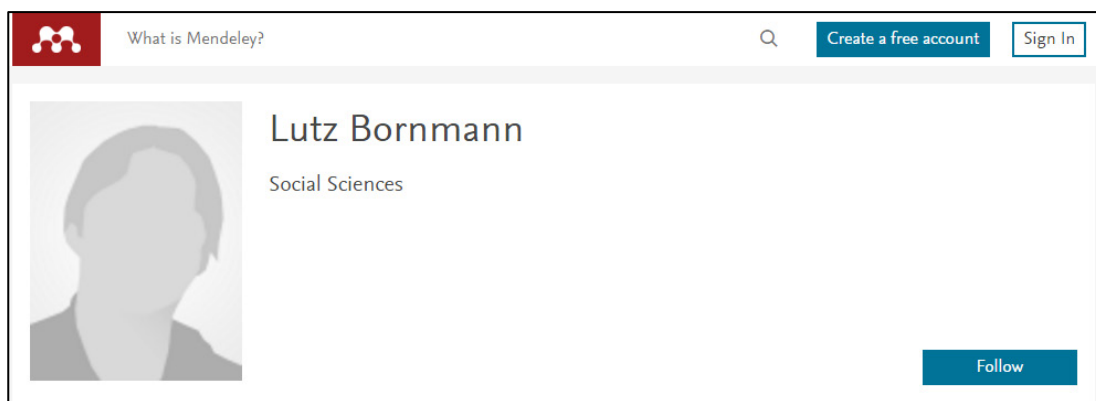 What is Mendeley?
Create a free account
Sign In
Lutz Bornmann
Social Sciences
Follow